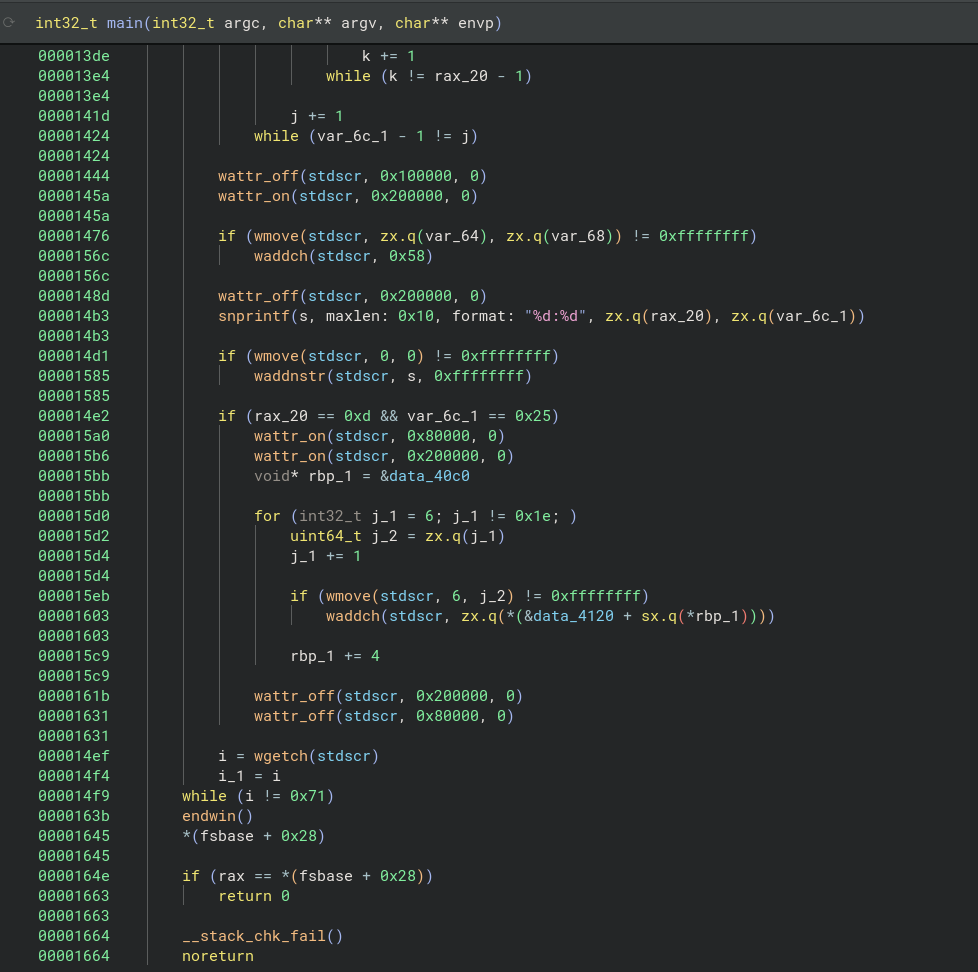 int32_t main(int32_t argc, char** argv, char** envp)
000013de k += 1
000013e4 while (k != rax_20 - 1)
000013e4
0000141d j += 1
00001424 while (var_6c_1 - 1 != j)
00001424
00001444 wattr_off(stdscr, 0x100000, 0)
0000145a wattr_on(stdscr, 0x200000, 0)
0000145a
00001476 if (wmove(stdscr, zx.q(var_64), zx.q(var_68)) != 0xffffffff)
0000156c waddch(stdscr, 0x58)
0000156c
0000148d wattr_off(stdscr, 0x200000, 0)
000014b3 snprintf(s, maxlen: 0x10, format: "%d:%d", zx.q(rax_20), zx.q(var_6c_1))
000014b3
000014d1 if (wmove(stdscr, 0, 0) != 0xffffffff)
00001585 waddnstr(stdscr, s, 0xffffffff)
00001585
000014e2 if (rax_20 == 0xd && var_6c_1 == 0x25)
000015a0 wattr_on(stdscr, 0x80000, 0)
000015b6 wattr_on(stdscr, 0x200000, 0)
000015bb void* rbp_1 = &data_40c0
000015bb
000015d0 for (int32_t j_1 = 6; j_1 != 0x1e; )
000015d2 uint64_t j_2 = zx.q(j_1)
000015d4 j_1 += 1
000015d4
000015eb if (wmove(stdscr, 6, j_2) != 0xffffffff)
00001603 waddch(stdscr, zx.q(*(&data_4120 + sx.q(*rbp_1))))
00001603
000015c9 rbp_1 += 4
000015c9
0000161b wattr_off(stdscr, 0x200000, 0)
00001631 wattr_off(stdscr, 0x80000, 0)
00001631
000014ef i = wgetch(stdscr)
000014f4 i_1 = i
000014f9 while (i != 0x71)
0000163b endwin()
00001645 *(fsbase + 0x28)
00001645
0000164e if (rax == *(fsbase + 0x28))
00001663 return 0
00001663
00001664 __stack_chk_fail()
00001664 noreturn